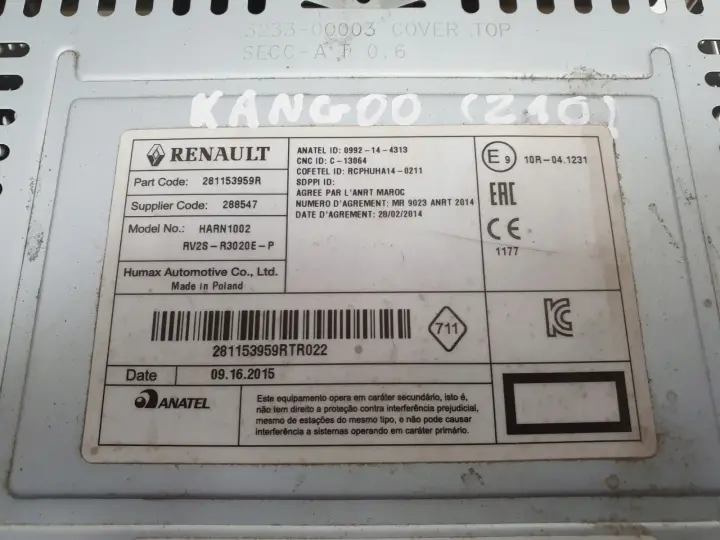 3233-00003 COVER TOP
SECC-A T 0.6
KANGOO (210)
RENAULT
Part Code: 281153959R
Supplier Code: 288547
Model No.: HARN1002
RV2S-R3020E-P
Humax Automotive Co., Ltd.
Made in Poland
ANATEL ID: 0992-14-4313
CNC ID: C-13064
COFETEL ID: RCPHUHA14-0211
SDPPI ID:
AGREE PAR L'ANRT MAROC
NUMERO D'AGREMENT: MR 9023 ANRT 2014
DATE D'AGREMENT: 28/02/2014
E 9 10R-04.1231
EAC
CE
1177
281153959RTR022
711
KC
Date 09.16.2015
ANATEL
Este equipamento opera em caráter secundário, isto é,
não tem direito a proteção contra interferência prejudicial,
mesmo de estações do mesmo tipo, e não pode causar
interferência a sistemas operando em caráter primário.